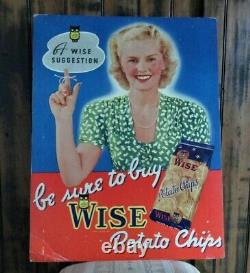 A WISE
SUGGESTION
WISE
Potato Chips
be sure to buy
WISE
Potato Chips